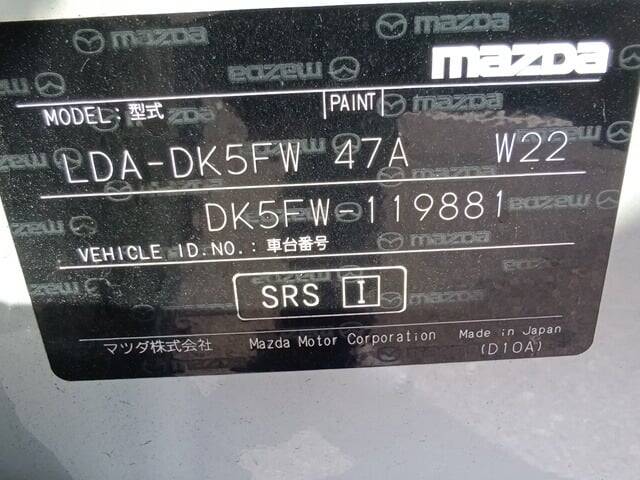 mazda
MODEL: 型式 PAINT
LDA-DK5FW 47A W22
DK5FW-119881
VEHICLE ID.NO.: 車台番号
SRS I
マツダ株式会社 Mazda Motor Corporation Made in Japan
(D10A)